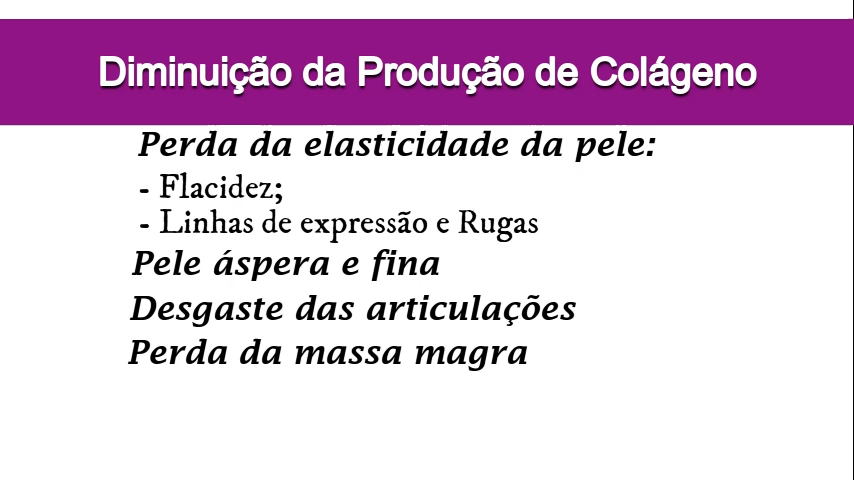 Diminuição da Produção de Colágeno
Perda da elasticidade da pele:
- Flacidez;
- Linhas de expressão e Rugas
Pele áspera e fina
Desgaste das articulações
Perda da massa magra